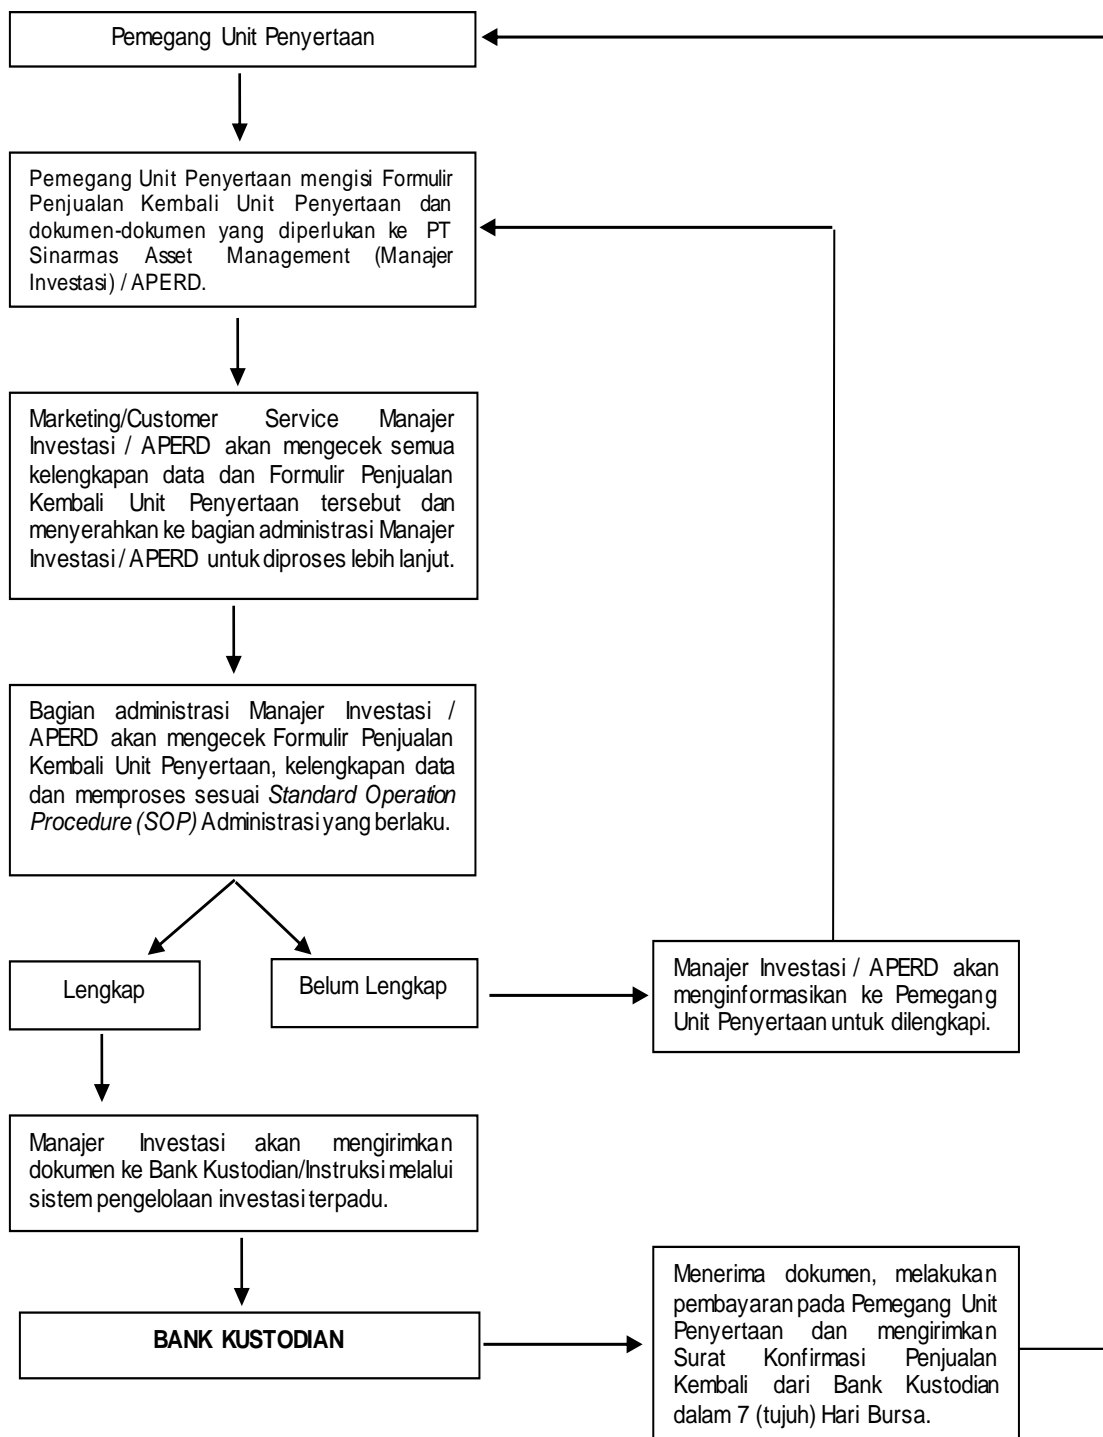 Pemegang Unit Penyertaan
Pemegang Unit Penyertaan mengisi Formulir
Penjualan Kembali Unit Penyertaan dan
dokumen-dokumen yang diperlukan ke PT
Sinarmas Asset Management (Manajer
Investasi) / APERD.
Marketing/Customer Service Manajer
Investasi / APERD akan mengecek semua
kelengkapan data dan Formulir Penjualan
Kembali Unit Penyertaan tersebut dan
menyerahkan ke bagian administrasi Manajer
Investasi / APERD untuk diproses lebih lanjut.
Bagian administrasi Manajer Investasi /
APERD akan mengecek Formulir Penjualan
Kembali Unit Penyertaan, kelengkapan data
dan memproses sesuai Standard Operation
Procedure (SOP) Administrasi yang berlaku.
Lengkap
Belum Lengkap
Manajer Investasi / APERD akan
menginformasikan ke Pemegang
Unit Penyertaan untuk dilengkapi.
Manajer Investasi akan mengirimkan
dokumen ke Bank Kustodian/Instruksi melalui
sistem pengelolaan investasi terpadu.
BANK KUSTODIAN
Menerima dokumen, melakukan
pembayaran pada Pemegang Unit
Penyertaan dan mengirimkan
Surat Konfirmasi Penjualan
Kembali dari Bank Kustodian
dalam 7 (tujuh) Hari Bursa.